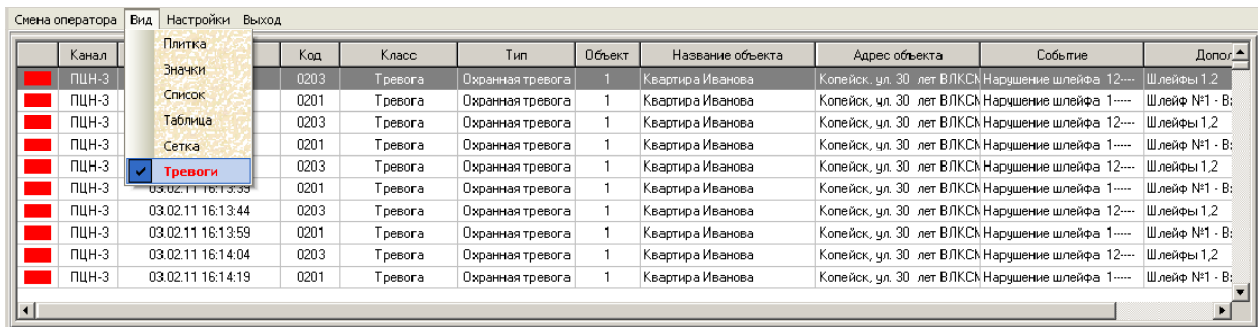 Смена оператора Вид Настройки Выход
Плитка
Значки
Список
Таблица
Сетка
Тревоги
Канал Код Класс Тип Объект Название объекта Адрес объекта Событие Допол
ПЦН-3 0203 Тревога Охранная тревога 1 Квартира Иванова Копейск. ул. 30 лет ВЛКСМ Нарушение шлейфа 12---- Шлейфы 1.2
ПЦН-3 0201 Тревога Охранная тревога 1 Квартира Иванова Копейск, ул. 30 лет ВЛКСМ Нарушение шлейфа 1----- Шлейф №1 - В
ПЦН-3 0203 Тревога Охранная тревога 1 Квартира Иванова Копейск, ул. 30 лет ВЛКСМ Нарушение шлейфа 12---- Шлейфы 1,2
ПЦН-3 0201 Тревога Охранная тревога 1 Квартира Иванова Копейск, ул. 30 лет ВЛКСМ Нарушение шлейфа 1----- Шлейф №1 - В
ПЦН-3 0203 Тревога Охранная тревога 1 Квартира Иванова Копейск, ул. 30 лет ВЛКСМ Нарушение шлейфа 12---- Шлейфы 1,2
ПЦН-3 03.02.11 16:13:39 0201 Тревога Охранная тревога 1 Квартира Иванова Копейск, ул. 30 лет ВЛКСМ Нарушение шлейфа 1----- Шлейф №1 - В
ПЦН-3 03.02.11 16:13:44 0203 Тревога Охранная тревога 1 Квартира Иванова Копейск, ул. 30 лет ВЛКСМ Нарушение шлейфа 12---- Шлейфы 1,2
ПЦН-3 03.02.11 16:13:59 0201 Тревога Охранная тревога 1 Квартира Иванова Копейск, ул. 30 лет ВЛКСМ Нарушение шлейфа 1----- Шлейф №1 - В
ПЦН-3 03.02.11 16:14:04 0203 Тревога Охранная тревога 1 Квартира Иванова Копейск, ул. 30 лет ВЛКСМ Нарушение шлейфа 12---- Шлейфы 1,2
ПЦН-3 03.02.11 16:14:19 0201 Тревога Охранная тревога 1 Квартира Иванова Копейск, ул. 30 лет ВЛКСМ Нарушение шлейфа 1----- Шлейф №1 - В